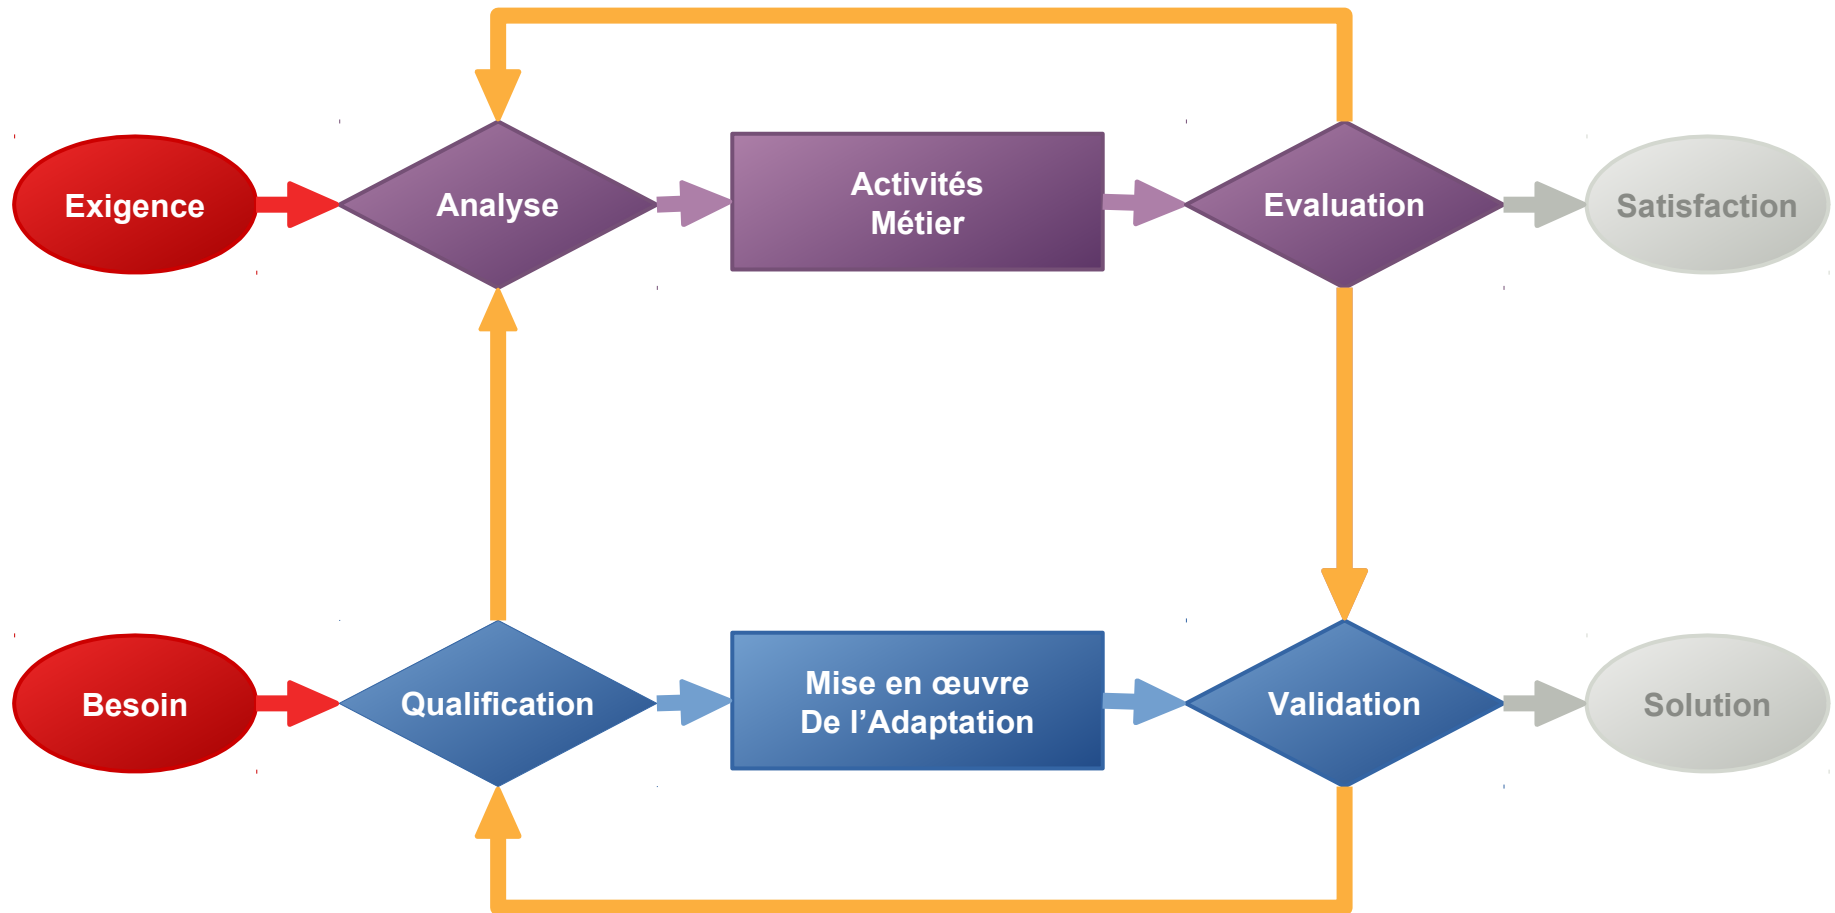 Exigence
Analyse
Activités
Métier
Evaluation
Satisfaction
Besoin
Qualification
Mise en œuvre
De l’Adaptation
Validation
Solution